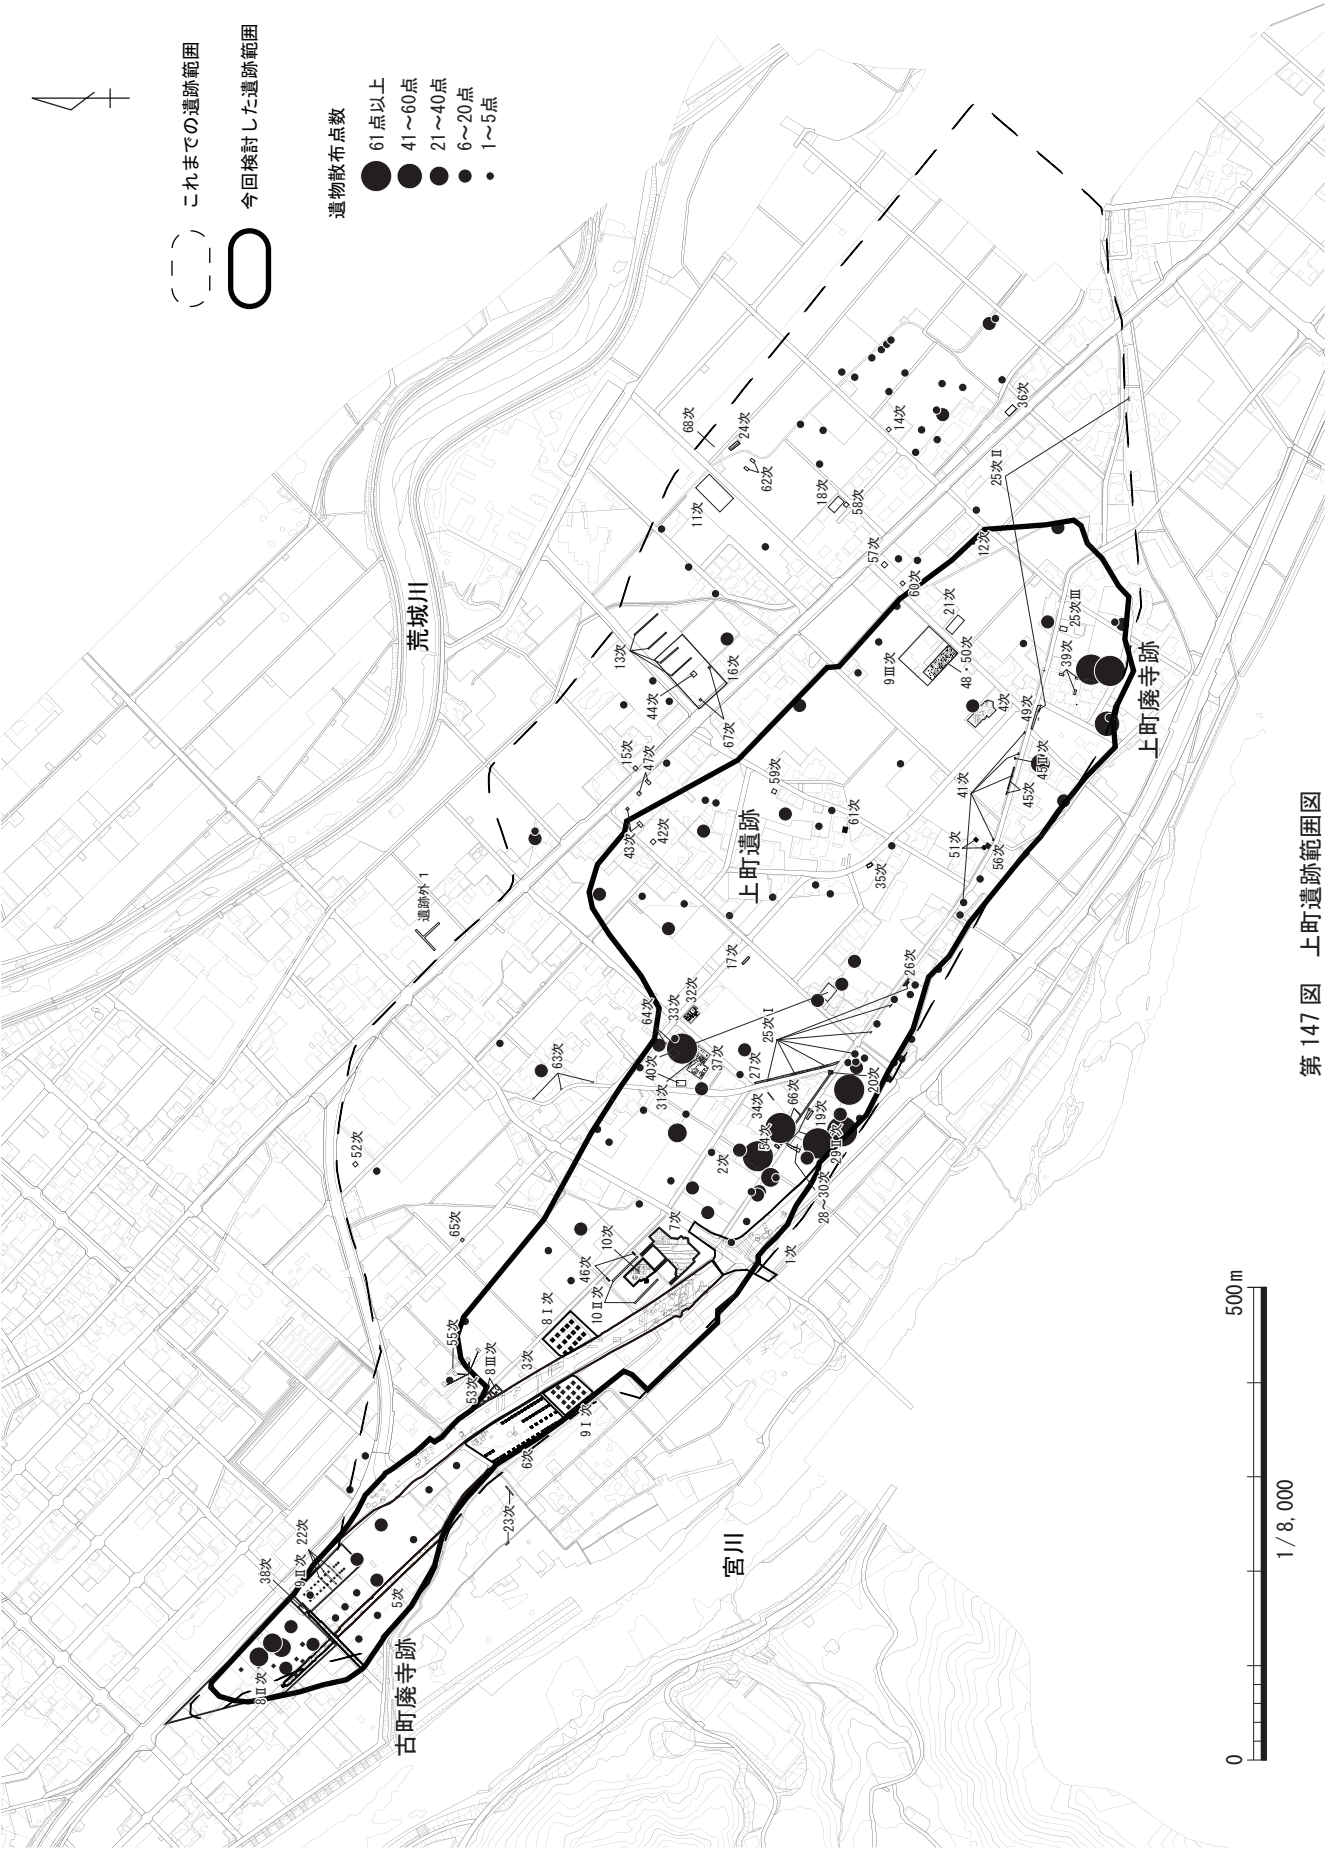 これまでの遺跡範囲
今回検討した遺跡範囲
遺物散布点数
61点以上
41～60点
21～40点
6～20点
1～5点
荒城川
宮川
上町遺跡
上町廃寺跡
古町廃寺跡
遺跡外1
68次
24次
62次
11次
18次
58次
14次
36次
25次Ⅱ
57次
60次
12次
21次
25次Ⅲ
39次
9Ⅲ次
48・50次
4次
49次
13次
16次
44次
67次
15次
47次
43次
42次
59次
61次
35次
41次
45Ⅱ次
45次
51次
56次
17次
26次
64次
33次
32次
40次
37次
31次
25次Ⅰ
27次
34次
66次
63次
20次
19次
54次
29Ⅱ次
28～30次
2次
52次
65次
7次
10次
46次
10Ⅱ次
1次
8Ⅰ次
55次
53次
8Ⅲ次
3次
9Ⅰ次
6次
23次
22次
9Ⅱ次
38次
5次
8Ⅱ次
0
500m
1/8,000
第147図　上町遺跡範囲図